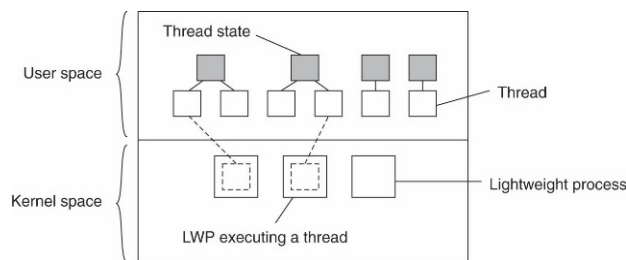 Thread state
User space
Thread
Kernel space
Lightweight process
LWP executing a thread